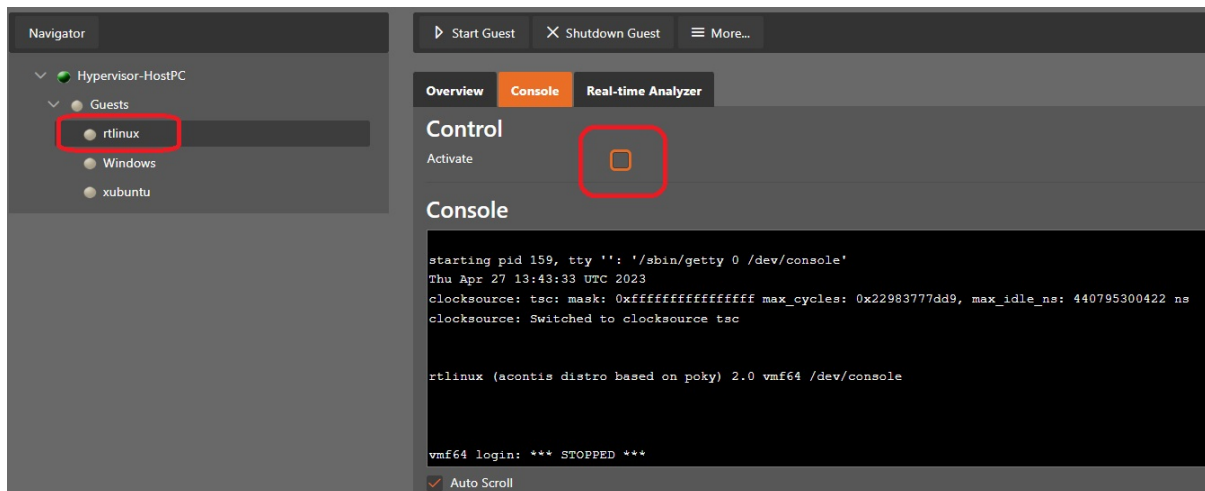 Navigator
Hypervisor-HostPC
Guests
rtlinux
Windows
xubuntu
Start Guest Shutdown Guest More...
Overview Console Real-time Analyzer
Control
Activate
Console
starting pid 159, tty '': '/sbin/getty 0 /dev/console'
Thu Apr 27 13:43:33 UTC 2023
clocksource: tsc: mask: 0xffffffffffffffff max_cycles: 0x22983777dd9, max_idle_ns: 440795300422 ns
clocksource: Switched to clocksource tsc
rtlinux (acontis distro based on poky) 2.0 vmf64 /dev/console
vmf64 login: *** STOPPED ***
Auto Scroll